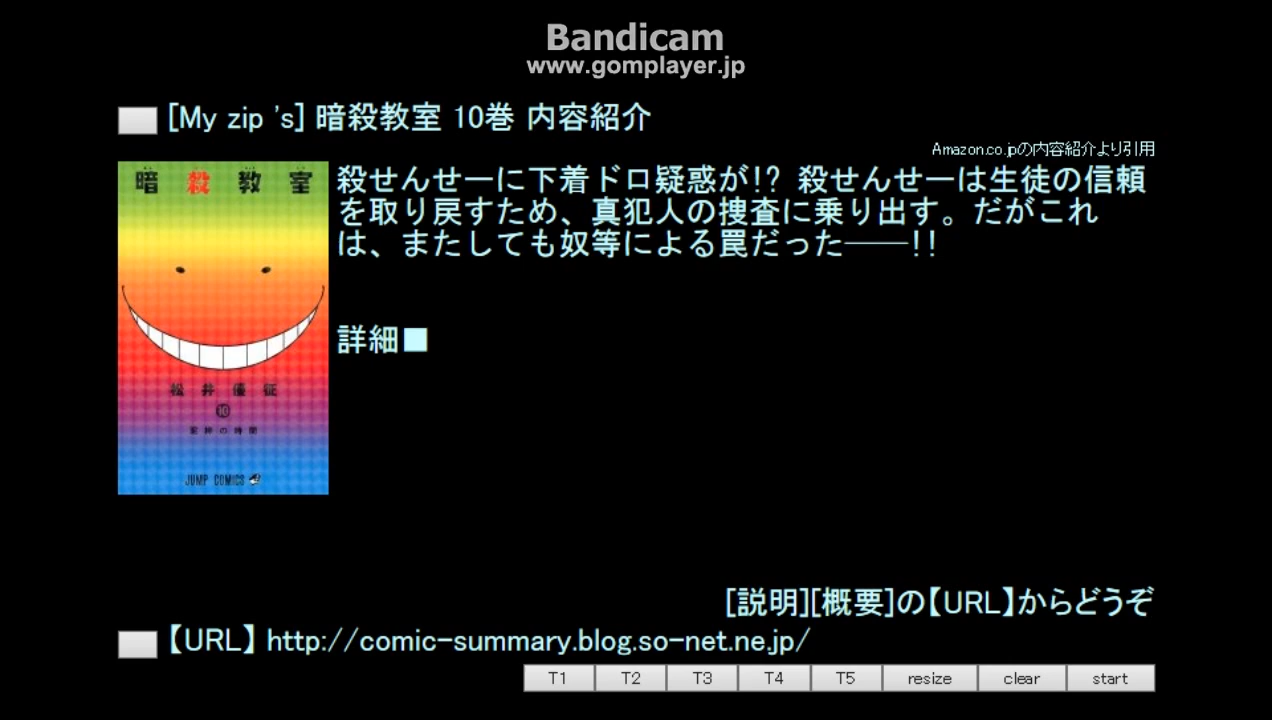 Bandicam
www.gomplayer.jp
[My zip 's] 暗殺教室 10巻 内容紹介
Amazon.co.jpの内容紹介より引用
暗殺教室
殺せんせーに下着ドロ疑惑が!? 殺せんせーは生徒の信頼
を取り戻すため、真犯人の捜査に乗り出す。だがこれ
は、またしても奴等による罠だった――!!
詳細■
松井優征
⑩
の時間
JUMP COMICS
[説明][概要]の【URL】からどうぞ
【URL】 http://comic-summary.blog.so-net.ne.jp/
T1 T2 T3 T4 T5 resize clear start